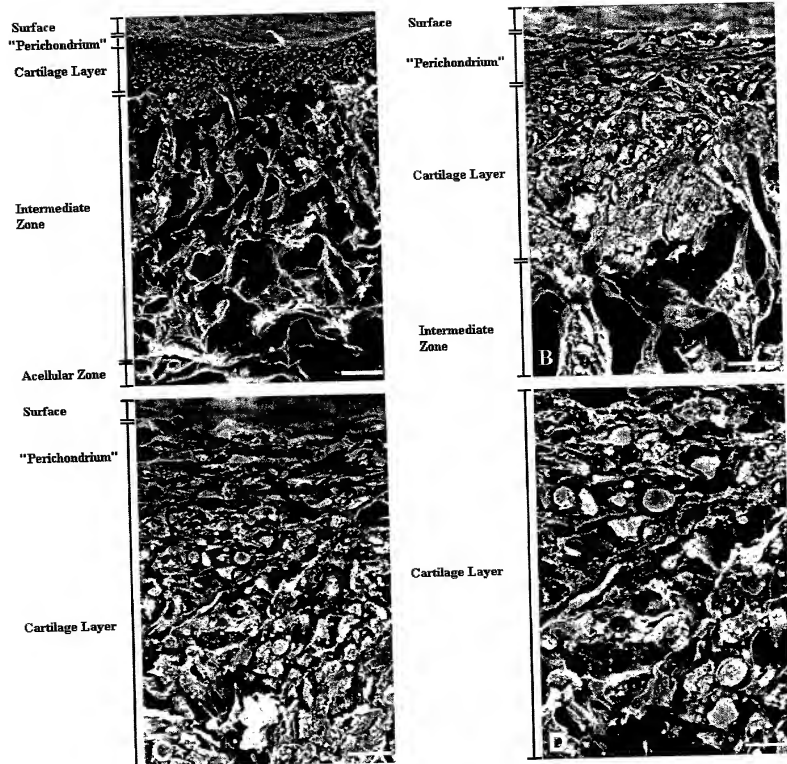 Surface
"Perichondrium"
Cartilage Layer
Intermediate
Zone
Acellular Zone
Surface
"Perichondrium"
Cartilage Layer
Intermediate
Zone
B
Surface
"Perichondrium"
Cartilage Layer
C
Cartilage Layer
D